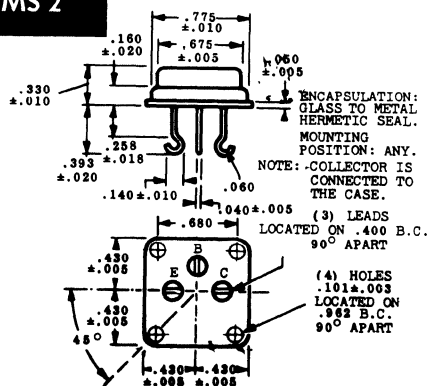 MS 2
.775
±.010
.675
±.005
.160
±.020
.330
±.010
.393
±.020
.258
±.018
.140±.010
.060
.040±.005
ENCAPSULATION:
GLASS TO METAL
HERMETIC SEAL.
MOUNTING
POSITION: ANY.
NOTE: COLLECTOR IS
CONNECTED TO
THE CASE.
.680
(3) LEADS
LOCATED ON .400 B.C.
90° APART
.430
±.005
.430
±.005
45°
B
E
C
(4) HOLES
.101±.003
LOCATED ON
.962 B.C.
90° APART
.430
±.005
.430
±.005